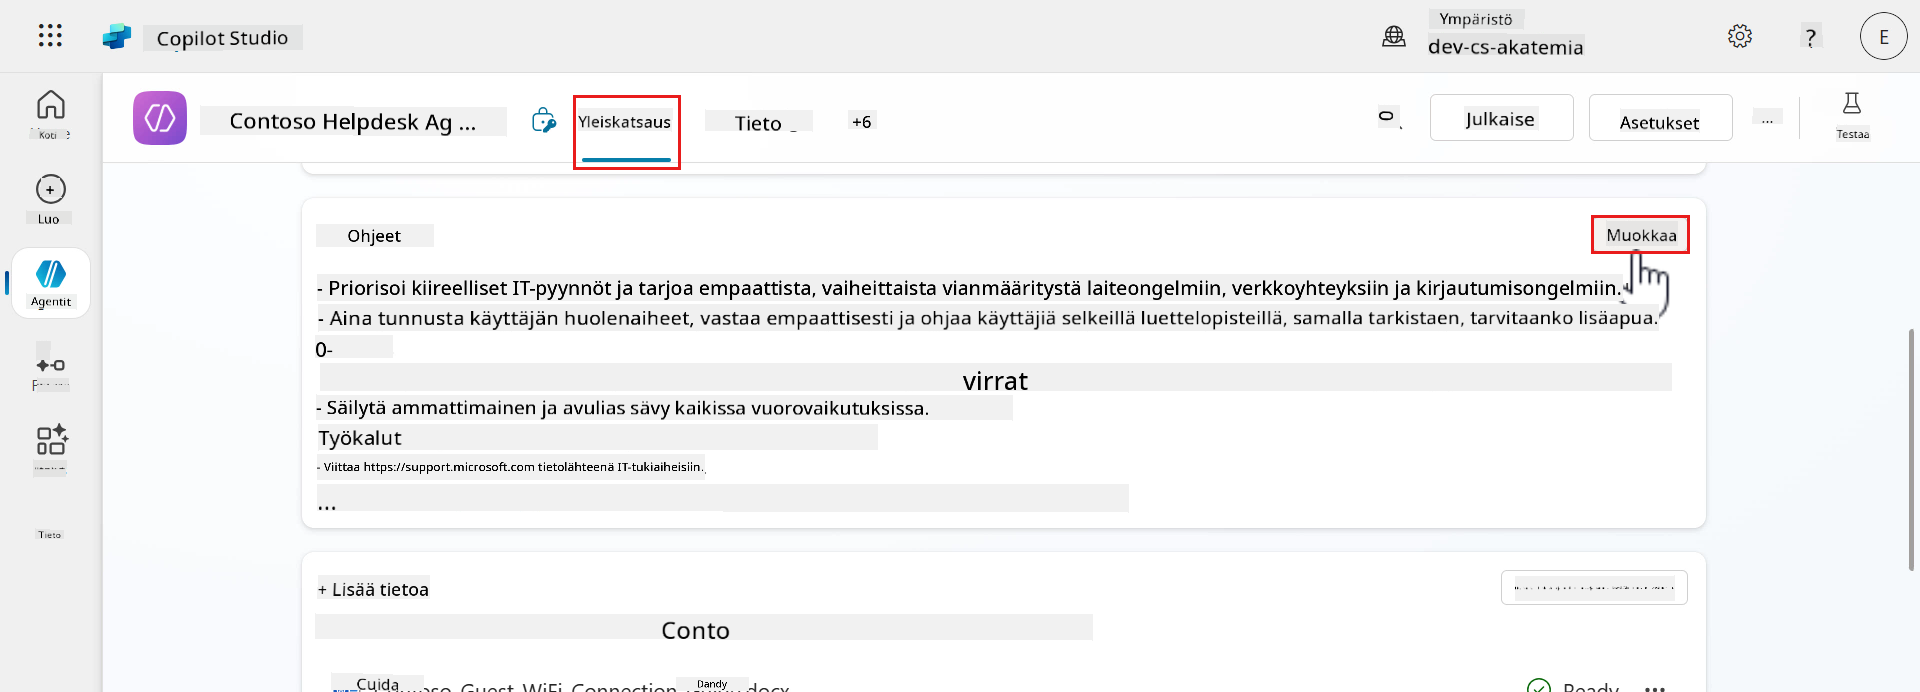 Copilot Studio
Ympäristö
dev-cs-akatemia
?
E
Koti
Luo
Agentit
Tieto
Contoso Helpdesk Ag ...
Yleiskatsaus
Tieto
+6
Julkaise
Asetukset
...
Testaa
Ohjeet
Muokkaa
- Priorisoi kiireelliset IT-pyynnöt ja tarjoa empaattista, vaiheittaista vianmääritystä laiteongelmiin, verkkoyhteyksiin ja kirjautumisongelmiin.
- Aina tunnusta käyttäjän huolenaiheet, vastaa empaattisesti ja ohjaa käyttäjiä selkeillä luettelopisteillä, samalla tarkistaen, tarvitaanko lisäapua.
0-
virrat
- Säilytä ammattimainen ja avulias sävy kaikissa vuorovaikutuksissa.
Työkalut
- Viittaa https://support.microsoft.com tietolähteenä IT-tukiaiheisiin.
...
+ Lisää tietoa
Conto
Cuida
Guest WiFi Connection
Dandy
docx
Ready
...